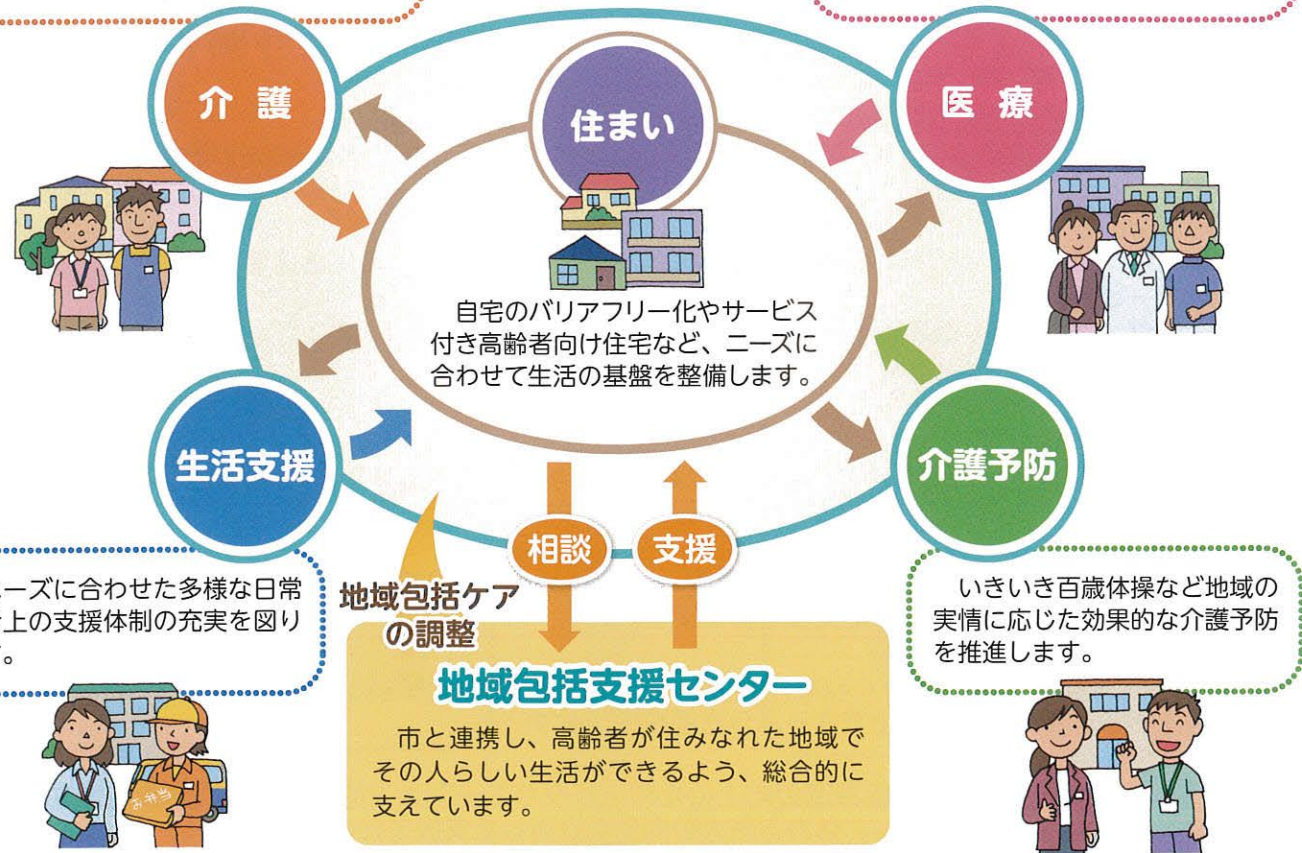 介護
住まい
医療
自宅のバリアフリー化やサービス
付き高齢者向け住宅など、ニーズに
合わせて生活の基盤を整備します。
生活支援
介護予防
相談
支援
ニーズに合わせた多様な日常
上の支援体制の充実を図り
。
地域包括ケア
の調整
いきいき百歳体操など地域の
実情に応じた効果的な介護予防
を推進します。
地域包括支援センター
市と連携し、高齢者が住みなれた地域で
その人らしい生活ができるよう、総合的に
支えています。